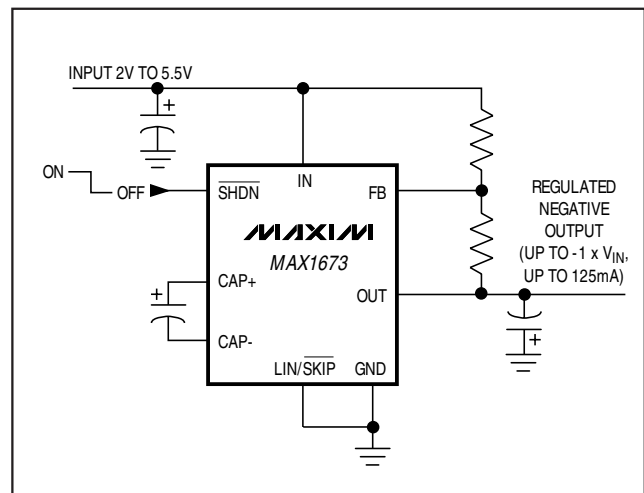 INPUT 2V TO 5.5V
+
ON
OFF
SHDN
IN
FB
REGULATED
NEGATIVE
OUTPUT
(UP TO -1 x VIN,
UP TO 125mA)
MAXIM
MAX1673
+
CAP+
CAP-
OUT
+
LIN/SKIP
GND